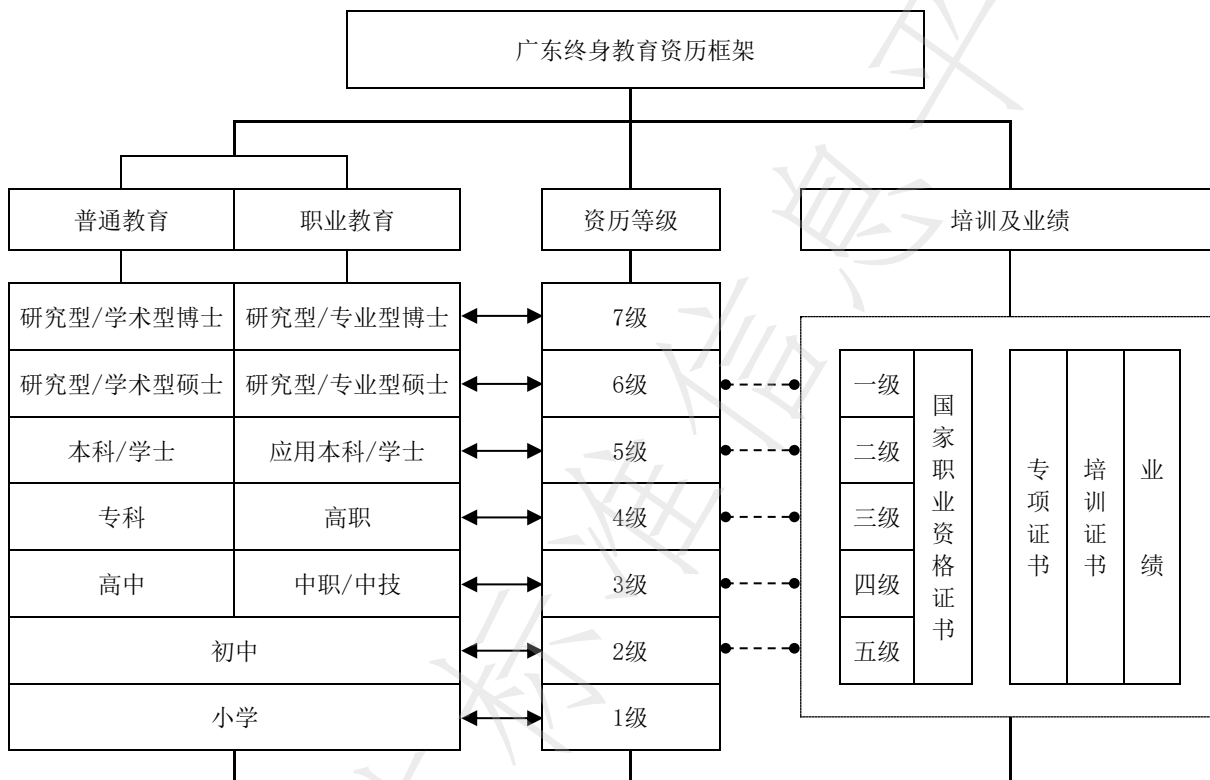 广东终身教育资历框架
普通教育 职业教育 资历等级 培训及业绩
研究型/学术型博士 研究型/专业型博士 7级
研究型/学术型硕士 研究型/专业型硕士 6级 一级
本科/学士 应用本科/学士 5级 二级
专科 高职 4级 三级
高中 中职/中技 3级 四级
初中 2级 五级
小学 1级
国家职业资格证书
专项证书
培训证书
业绩
标准信息平